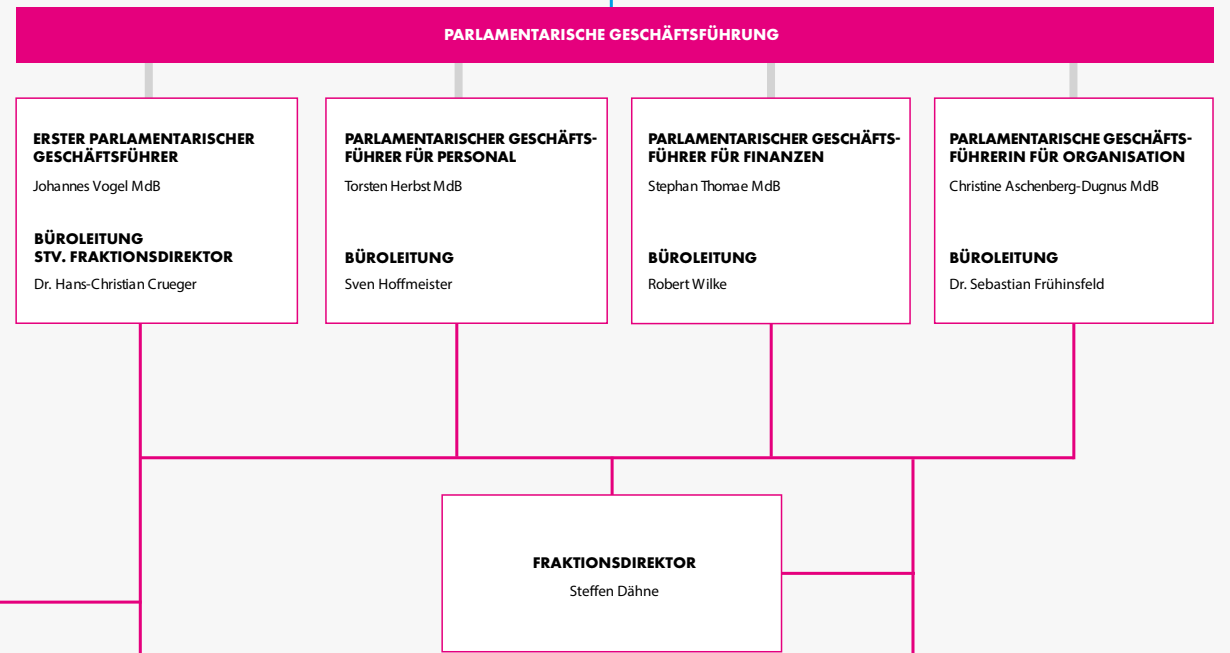 PARLAMENTARISCHE GESCHÄFTSFÜHRUNG
ERSTER PARLAMENTARISCHER
GESCHÄFTSFÜHRER
Johannes Vogel MdB
BÜROLEITUNG
STV. FRAKTIONSDIREKTOR
Dr. Hans-Christian Crueger
PARLAMENTARISCHER GESCHÄFTS-
FÜHRER FÜR PERSONAL
Torsten Herbst MdB
BÜROLEITUNG
Sven Hoffmeister
PARLAMENTARISCHER GESCHÄFTS-
FÜHRER FÜR FINANZEN
Stephan Thomae MdB
BÜROLEITUNG
Robert Wilke
PARLAMENTARISCHE GESCHÄFTS-
FÜHRERIN FÜR ORGANISATION
Christine Aschenberg-Dugnus MdB
BÜROLEITUNG
Dr. Sebastian Frühinsfeld
FRAKTIONSDIREKTOR
Steffen Dähne